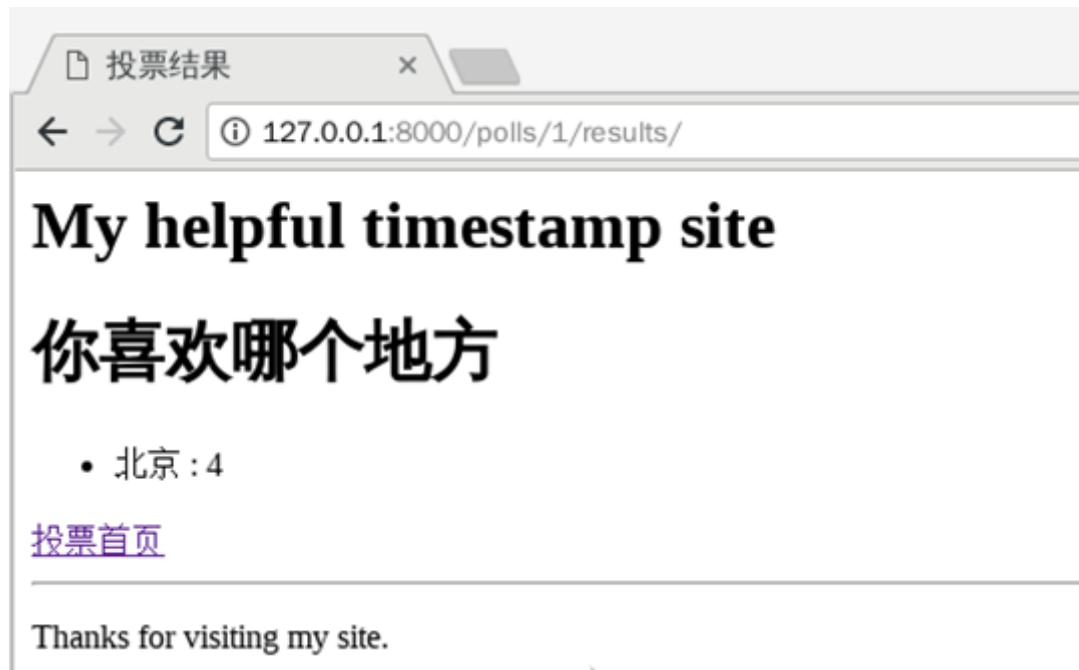 投票结果
127.0.0.1:8000/polls/1/results/
My helpful timestamp site
你喜欢哪个地方
北京 : 4
投票首页
Thanks for visiting my site.